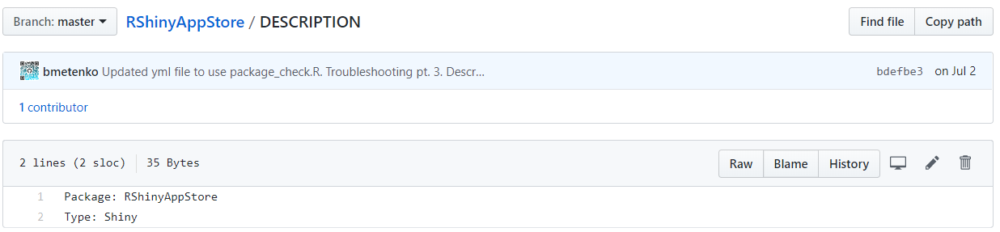 Branch: master RShinyAppStore / DESCRIPTION Find file Copy path
bmetenko Updated yml file to use package_check.R. Troubleshooting pt. 3. Descr... bdefbe3 on Jul 2
1 contributor
2 lines (2 sloc) 35 Bytes Raw Blame History
1 Package: RShinyAppStore
2 Type: Shiny